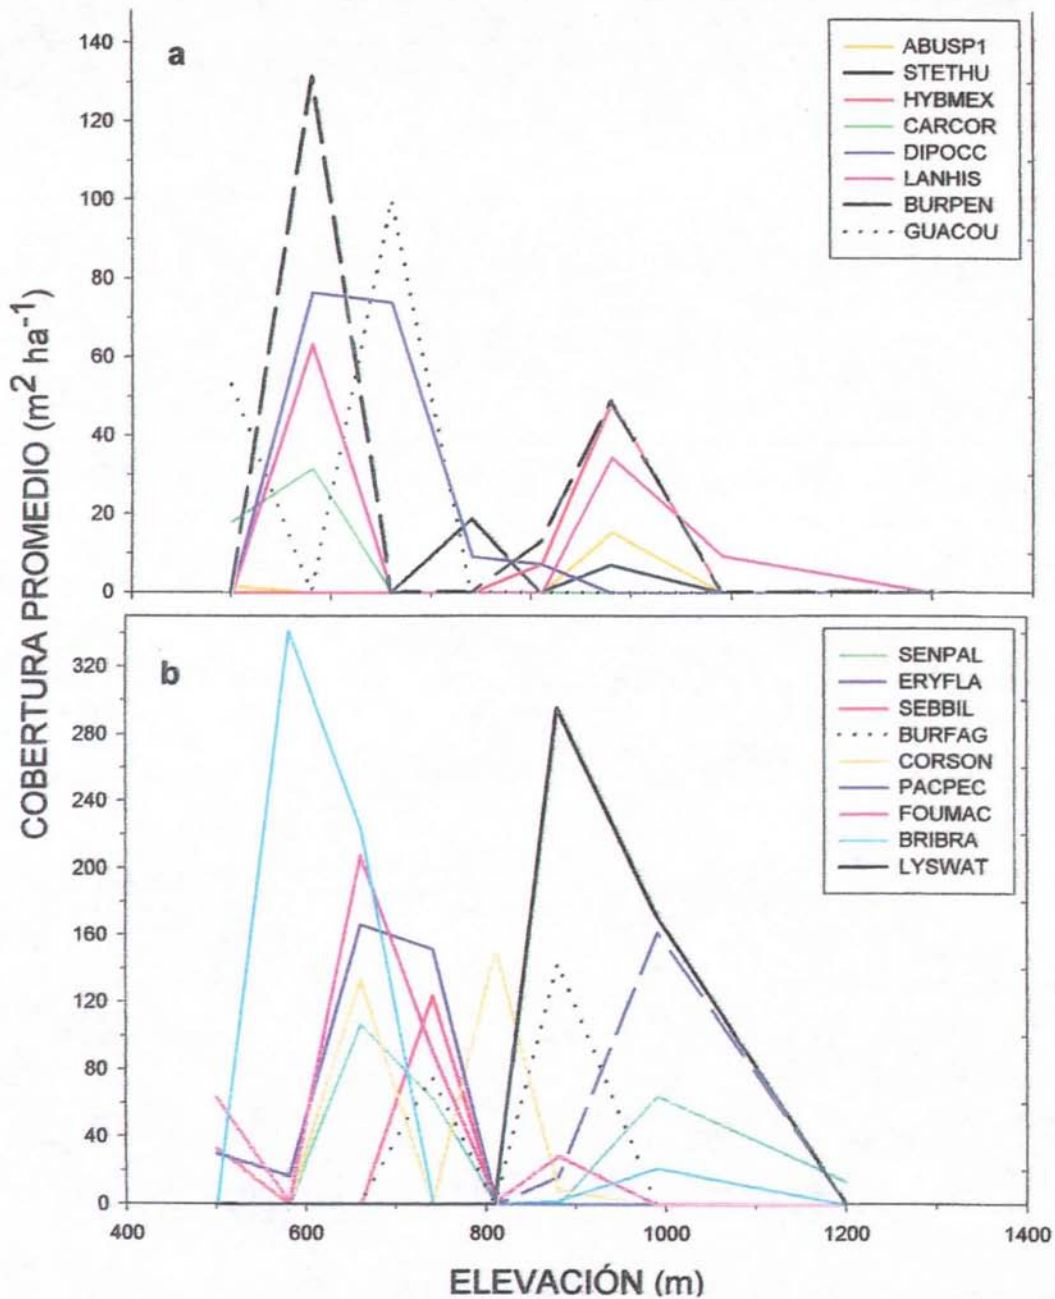 COBERTURA PROMEDIO (m² ha⁻¹)
a
140
120
100
80
60
40
20
0
ABUSP1
STETHU
HYBMEX
CARCOR
DIPOCC
LANHIS
BURPEN
GUACOU
b
320
280
240
200
160
120
80
40
0
SENPAL
ERYFLA
SEBBIL
BURFAG
CORSON
PACPEC
FOUMAC
BRIBRA
LYSWAT
400 600 800 1000 1200 1400
ELEVACIÓN (m)